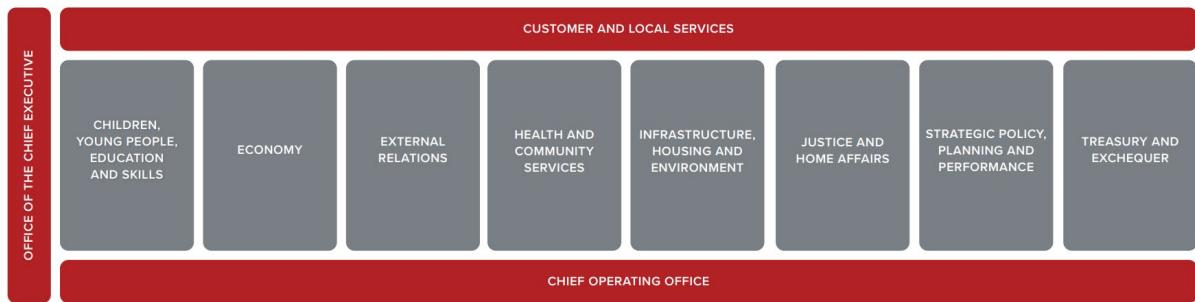 OFFICE OF THE CHIEF EXECUTIVE
CUSTOMER AND LOCAL SERVICES
CHILDREN,
YOUNG PEOPLE,
EDUCATION
AND SKILLS
ECONOMY
EXTERNAL
RELATIONS
HEALTH AND
COMMUNITY
SERVICES
INFRASTRUCTURE,
HOUSING AND
ENVIRONMENT
JUSTICE AND
HOME AFFAIRS
STRATEGIC POLICY,
PLANNING AND
PERFORMANCE
TREASURY AND
EXCHEQUER
CHIEF OPERATING OFFICE